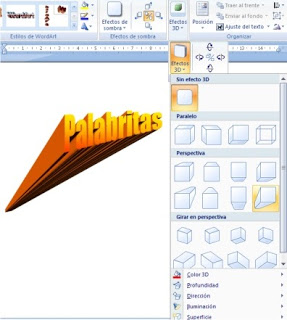 WordArt
Estilos de WordArt
Efectos de sombra
Efectos de sombra
Efectos 3D
Posición
Traer al frente
Enviar al fondo
Ajuste del texto
Organizar
Efectos 3D
Sin efecto 3D
Paralelo
Perspectiva
Girar en perspectiva
Color 3D
Profundidad
Dirección
Iluminación
Superficie
Palabritas